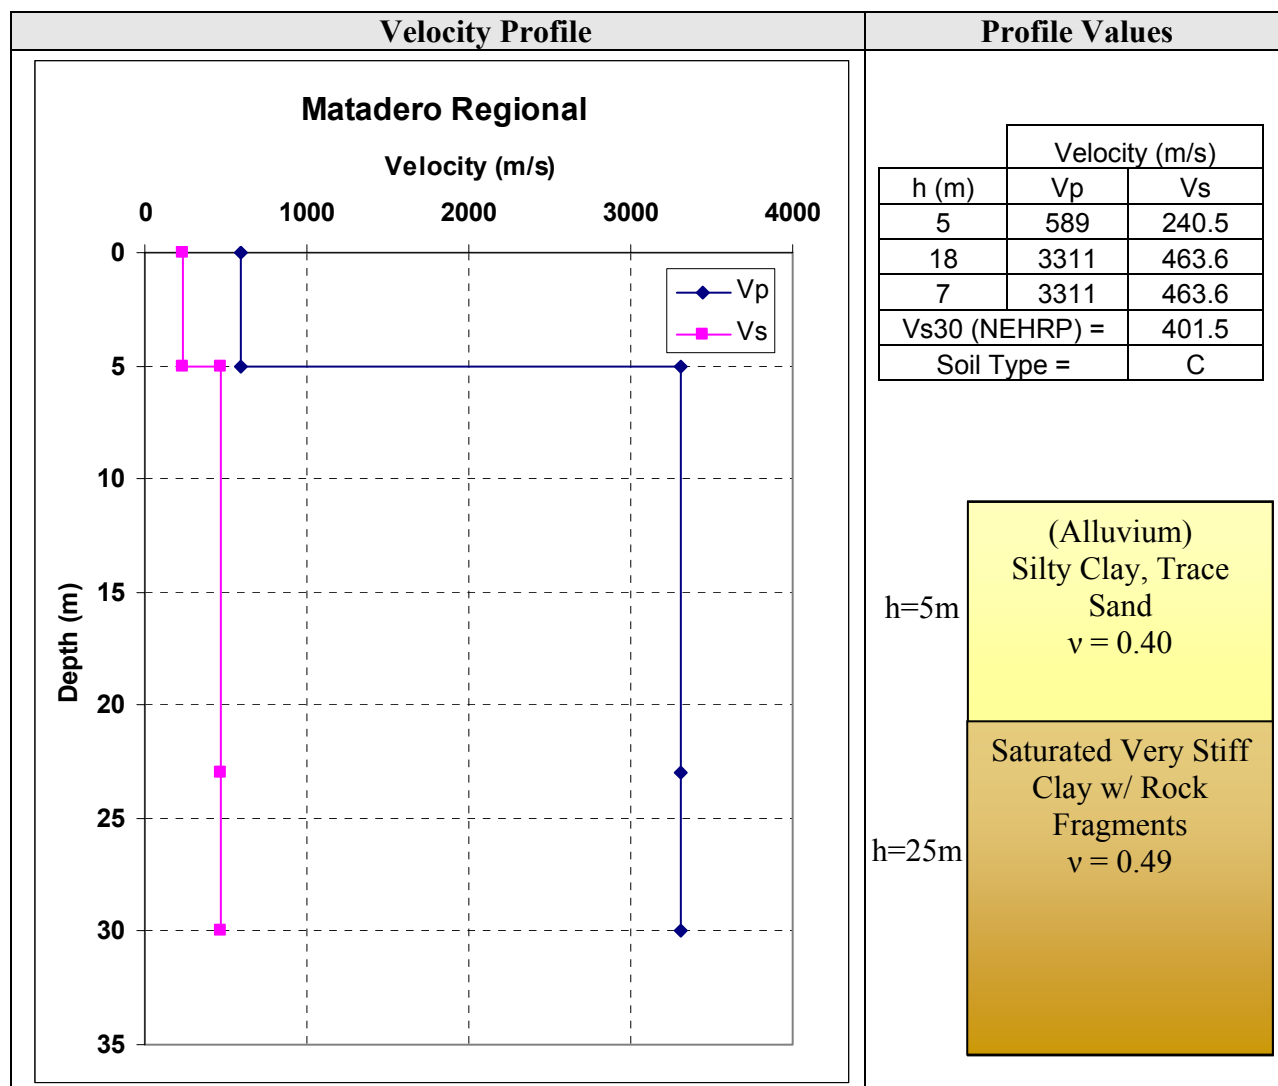 Velocity Profile
Profile Values
Matadero Regional
Velocity (m/s)
0 1000 2000 3000 4000
0
5
10
15
20
25
30
35
Depth (m)
Vp
Vs
Velocity (m/s)
h (m) Vp Vs
5 589 240.5
18 3311 463.6
7 3311 463.6
Vs30 (NEHRP) = 401.5
Soil Type = C
h=5m
(Alluvium)
Silty Clay, Trace
Sand
ν = 0.40
h=25m
Saturated Very Stiff
Clay w/ Rock
Fragments
ν = 0.49